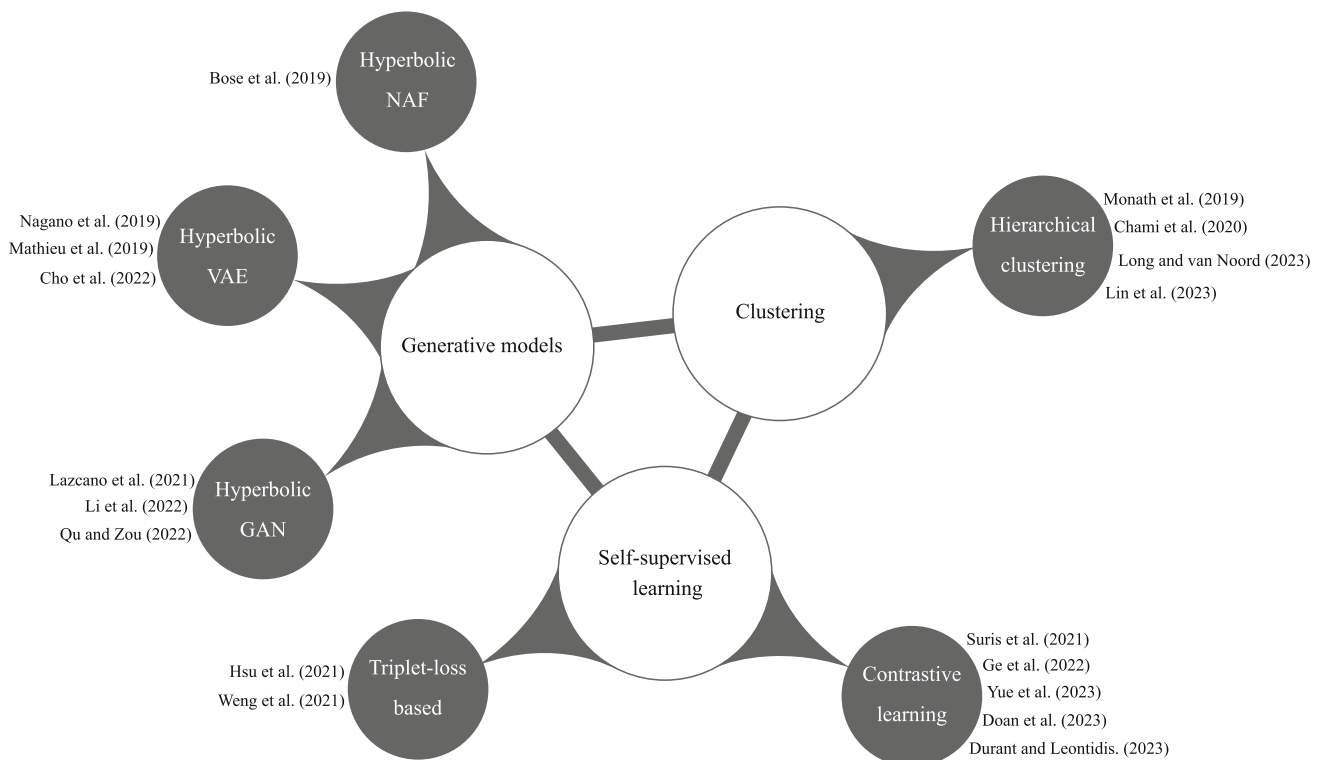 Hyperbolic
NAF
Bose et al. (2019)
Hyperbolic
VAE
Nagano et al. (2019)
Mathieu et al. (2019)
Cho et al. (2022)
Generative models
Clustering
Hierarchical
clustering
Monath et al. (2019)
Chami et al. (2020)
Long and van Noord (2023)
Lin et al. (2023)
Hyperbolic
GAN
Lazcano et al. (2021)
Li et al. (2022)
Qu and Zou (2022)
Self-supervised
learning
Triplet-loss
based
Hsu et al. (2021)
Weng et al. (2021)
Contrastive
learning
Suris et al. (2021)
Ge et al. (2022)
Yue et al. (2023)
Doan et al. (2023)
Durant and Leontidis. (2023)